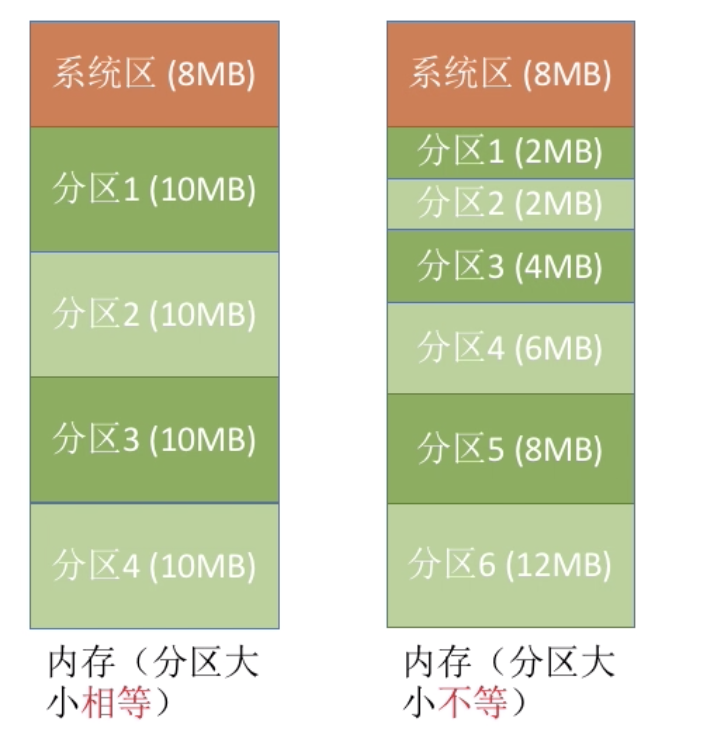 系统区 (8MB)
分区1 (10MB)
分区2 (10MB)
分区3 (10MB)
分区4 (10MB)
内存（分区大
小相等）
系统区 (8MB)
分区1 (2MB)
分区2 (2MB)
分区3 (4MB)
分区4 (6MB)
分区5 (8MB)
分区6 (12MB)
内存（分区大
小不等）